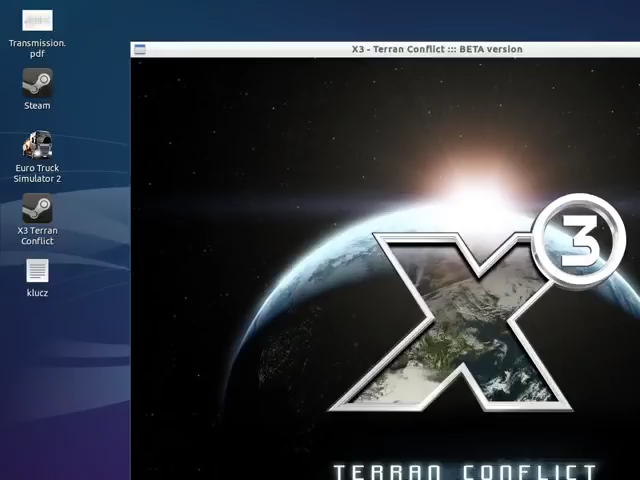 Transmission.
pdf
Steam
Euro Truck
Simulator 2
X3 Terran
Conflict
klucz
X3 - Terran Conflict ::: BETA version
X
3
TERRAN CONFLICT